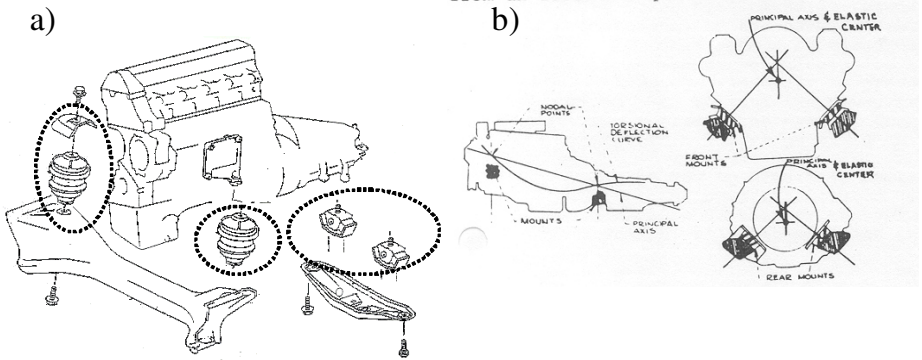 a)
b)
PRINCIPAL AXIS & ELASTIC
CENTER
NODAL
POINTS
TORSIONAL
DEFLECTION
CURVE
FRONT
MOUNTS
PRINCIPAL
AXIS & ELASTIC
CENTER
MOUNTS
PRINCIPAL
AXIS
REAR MOUNTS